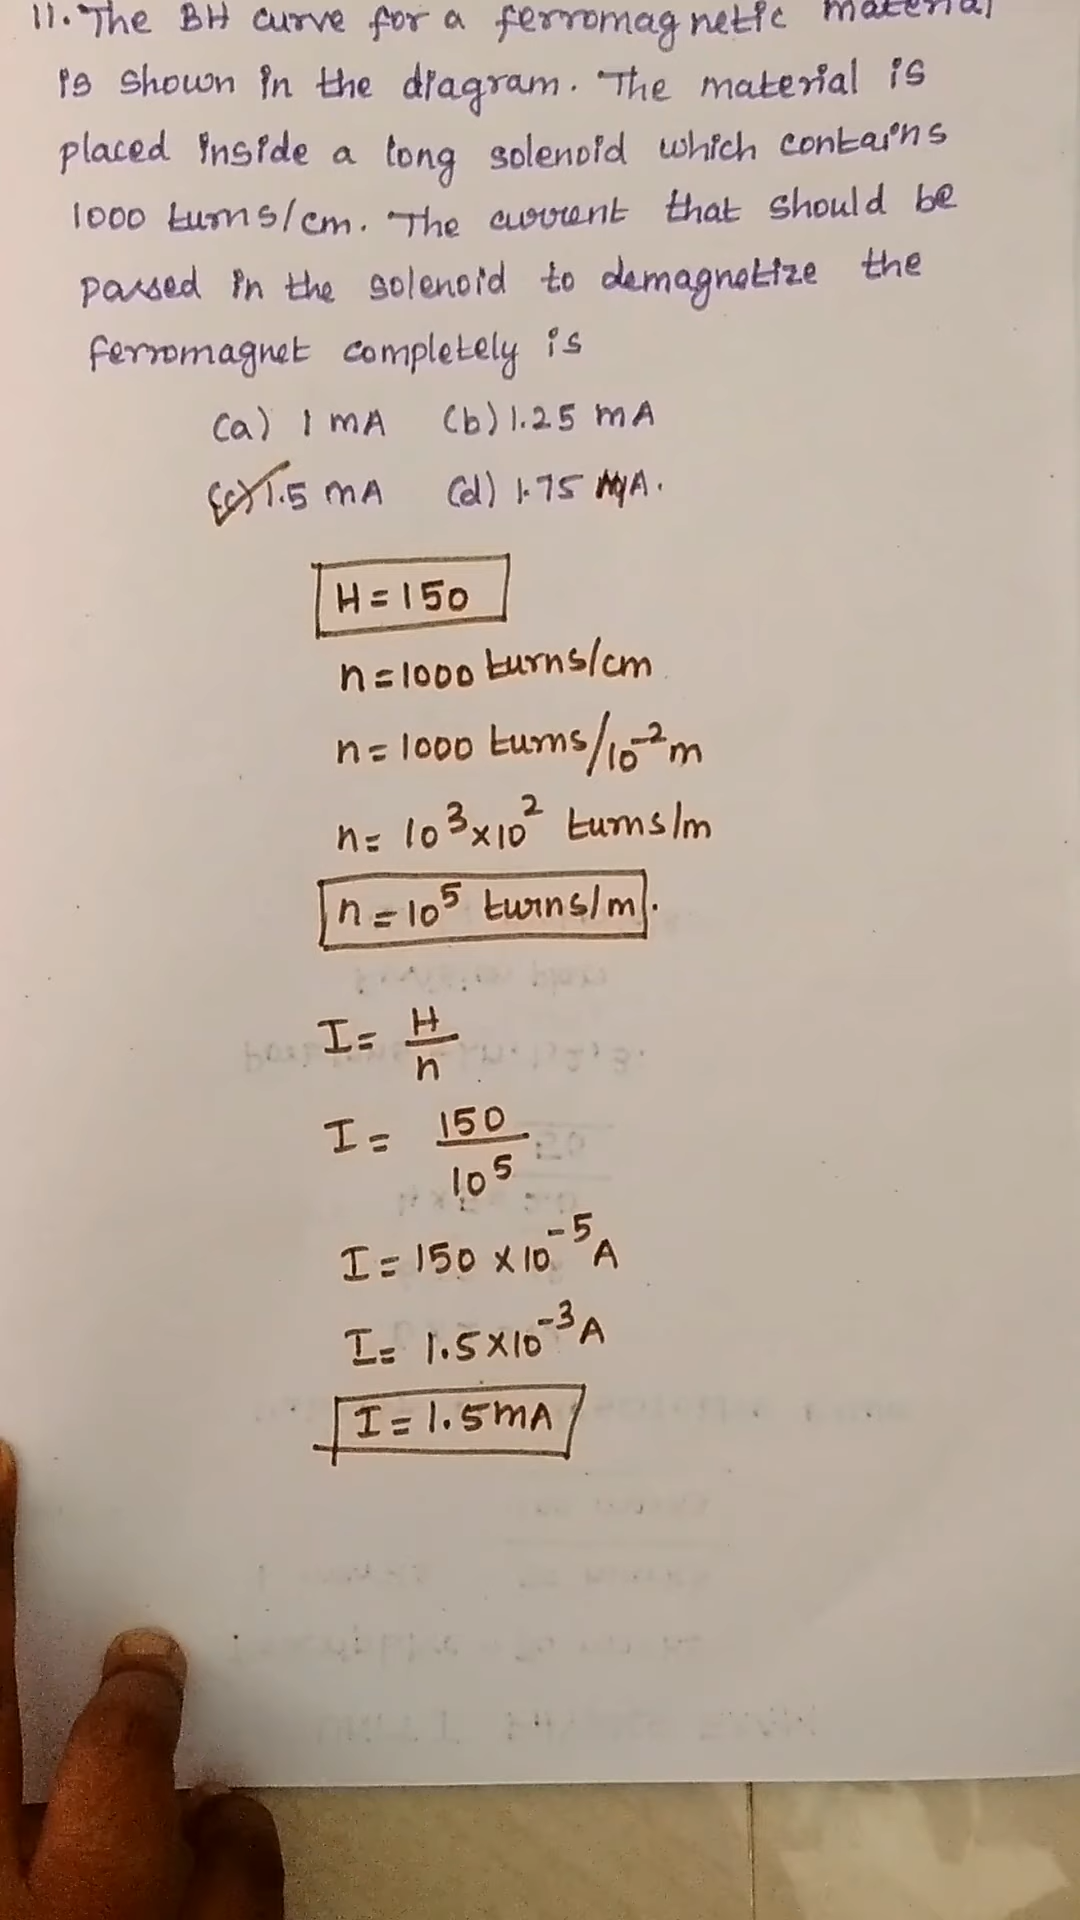 11. The BH curve for a ferromagnetic material
is shown in the diagram. The material is
placed inside a long solenoid which contains
1000 turns/cm. The current that should be
passed in the solenoid to demagnetize the
ferromagnet completely is
(a) 1 mA (b) 1.25 mA
(c) 1.5 mA (d) 1.75 mA.
H = 150
n = 1000 turns/cm
n = 1000 turns/10⁻² m
n = 10³ × 10² turns/m
n = 10⁵ turns/m.
I = H/n
I = 150/10⁵
I = 150 × 10⁻⁵ A
I = 1.5 × 10⁻³ A
I = 1.5 mA